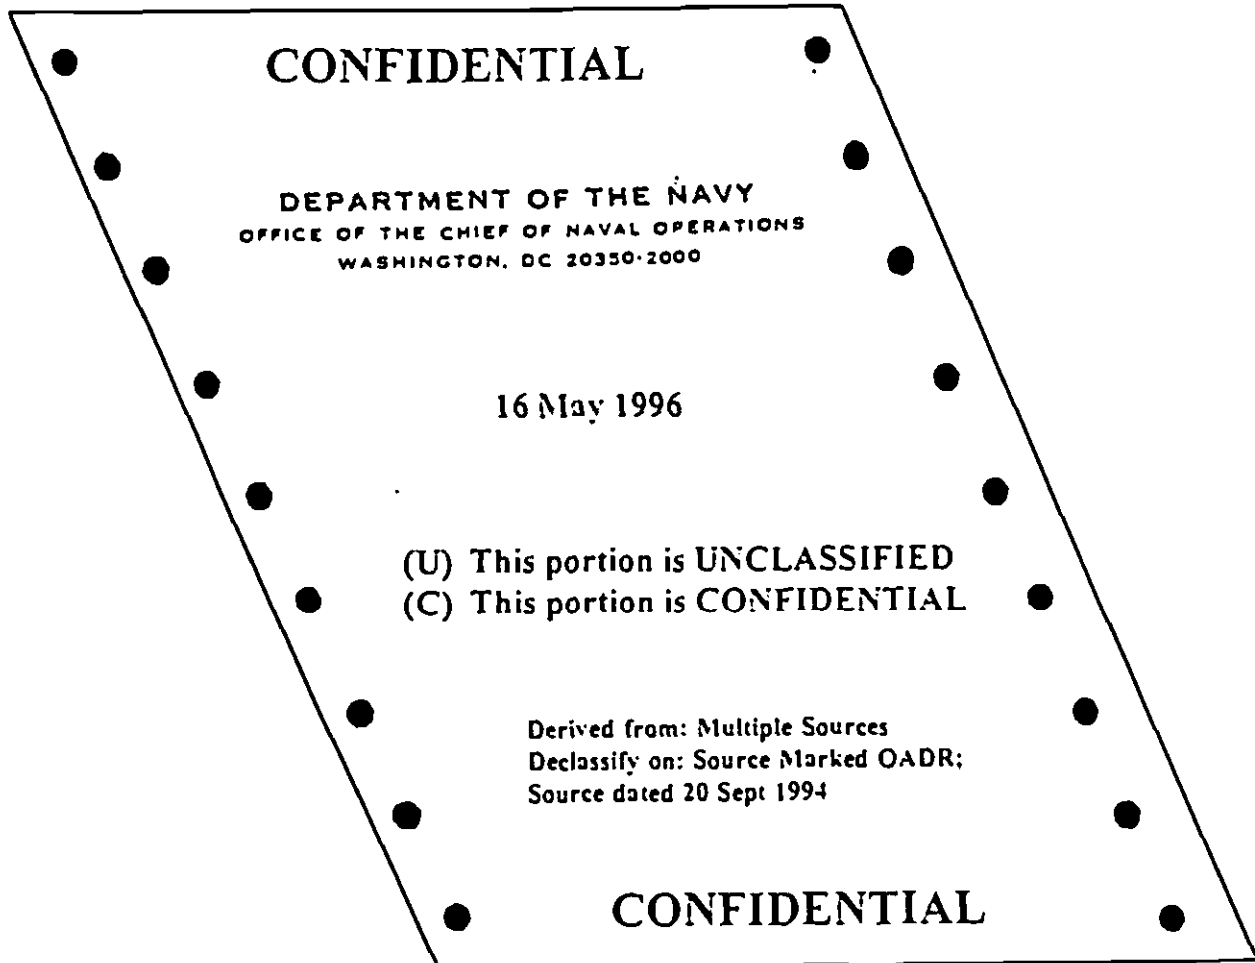 CONFIDENTIAL
DEPARTMENT OF THE NAVY
OFFICE OF THE CHIEF OF NAVAL OPERATIONS
WASHINGTON, DC 20350-2000
16 May 1996
(U) This portion is UNCLASSIFIED
(C) This portion is CONFIDENTIAL
Derived from: Multiple Sources
Declassify on: Source Marked OADR;
Source dated 20 Sept 1994
CONFIDENTIAL